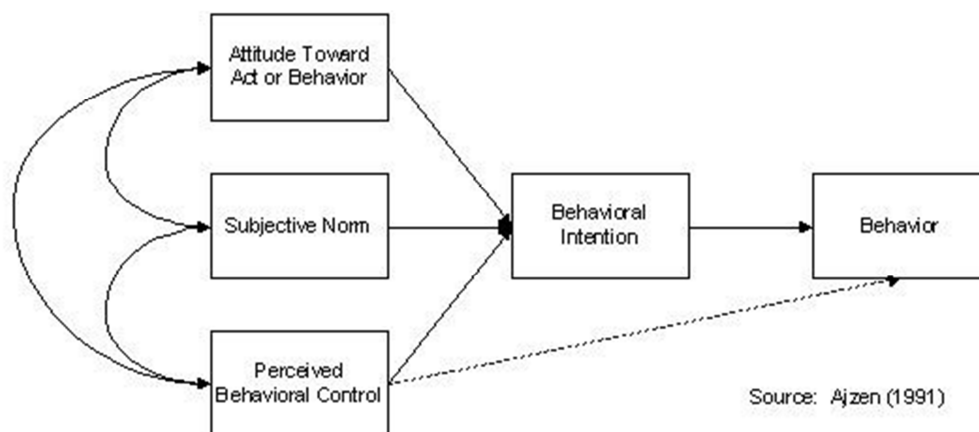 Attitude Toward
Act or Behavior
Subjective Norm
Perceived
Behavioral Control
Behavioral
Intention
Behavior
Source: Ajzen (1991)